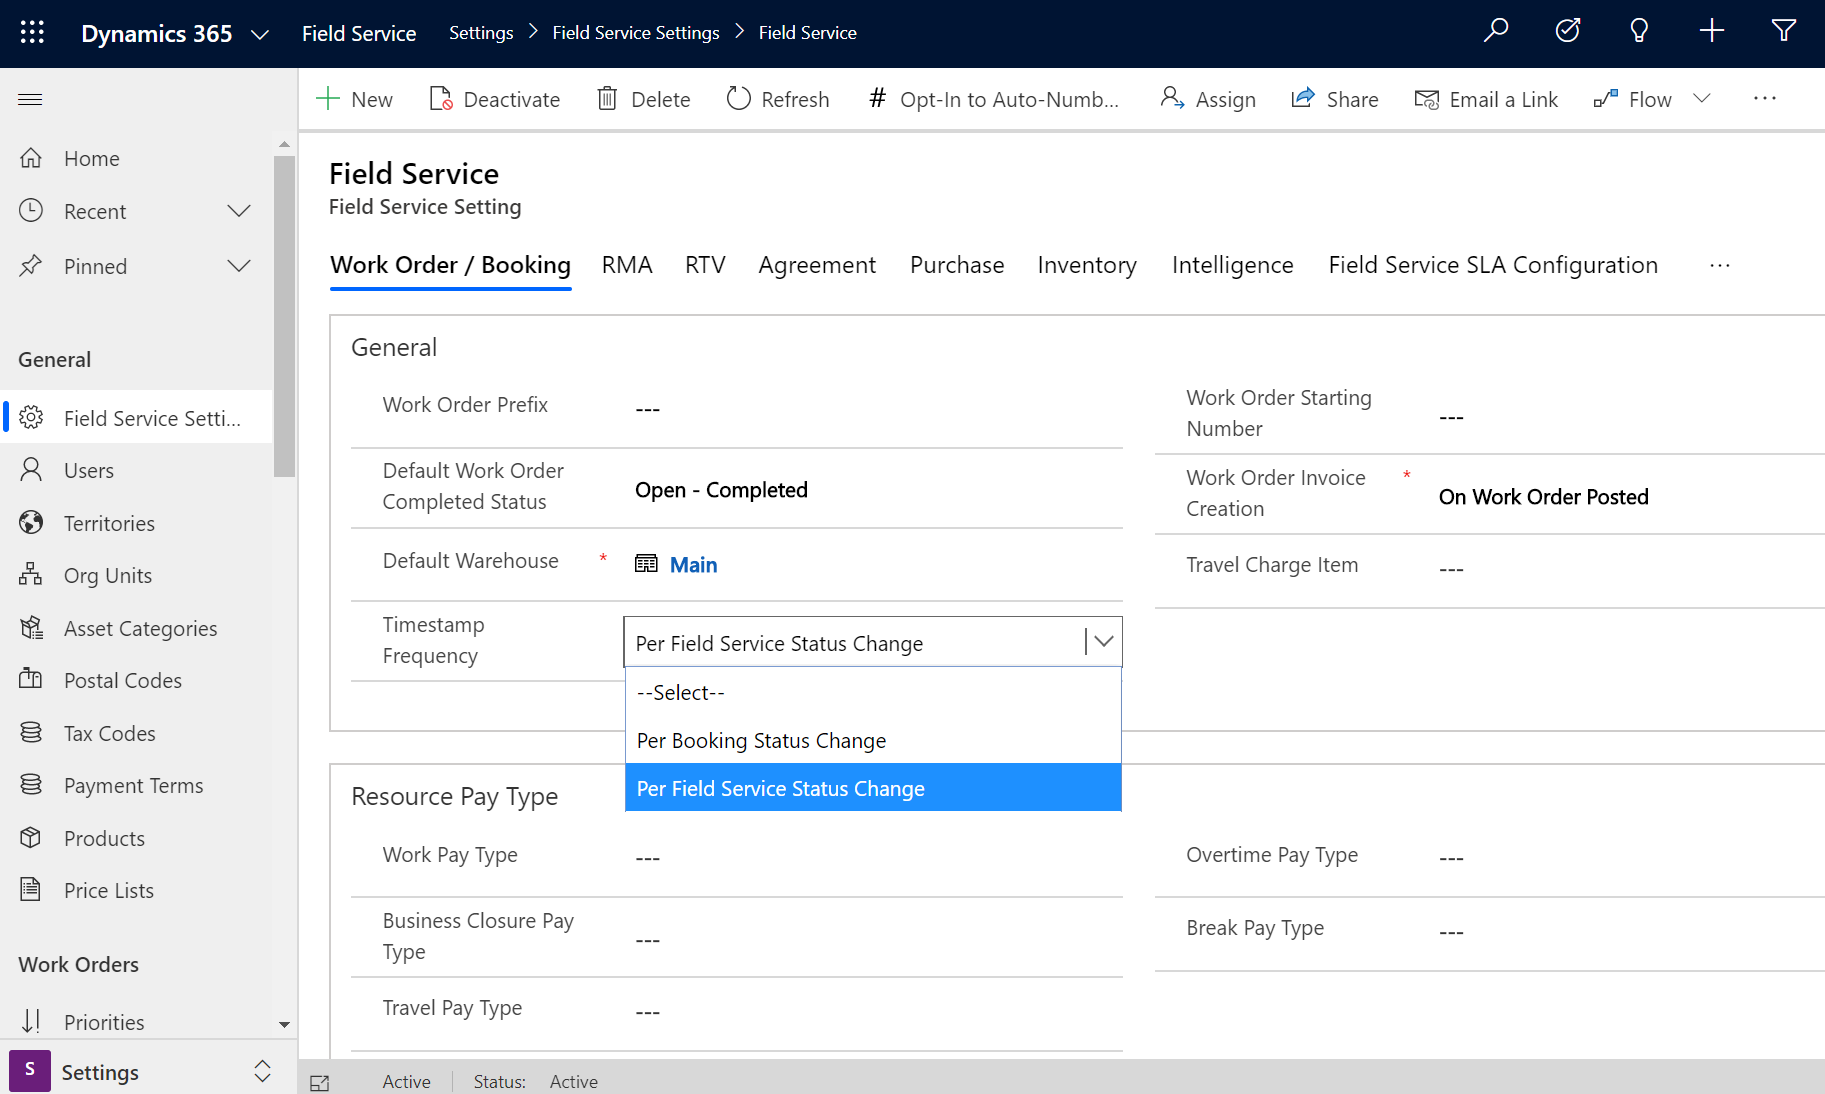 Dynamics 365
Field Service
Settings
Field Service Settings
Field Service
New
Deactivate
Delete
Refresh
# Opt-In to Auto-Numb...
Assign
Share
Email a Link
Flow
...
Home
Recent
Pinned
General
Field Service Setti...
Users
Territories
Org Units
Asset Categories
Postal Codes
Tax Codes
Payment Terms
Products
Price Lists
Work Orders
Priorities
S
Settings
Field Service
Field Service Setting
Work Order / Booking
RMA
RTV
Agreement
Purchase
Inventory
Intelligence
Field Service SLA Configuration
...
General
Work Order Prefix
---
Work Order Starting
Number
---
Default Work Order
Completed Status
Open - Completed
Work Order Invoice
Creation
*
On Work Order Posted
Default Warehouse
*
Main
Travel Charge Item
---
Timestamp
Frequency
Per Field Service Status Change
--Select--
Per Booking Status Change
Per Field Service Status Change
Resource Pay Type
Work Pay Type
---
Overtime Pay Type
---
Business Closure Pay
Type
---
Break Pay Type
---
Travel Pay Type
---
Active
Status:
Active